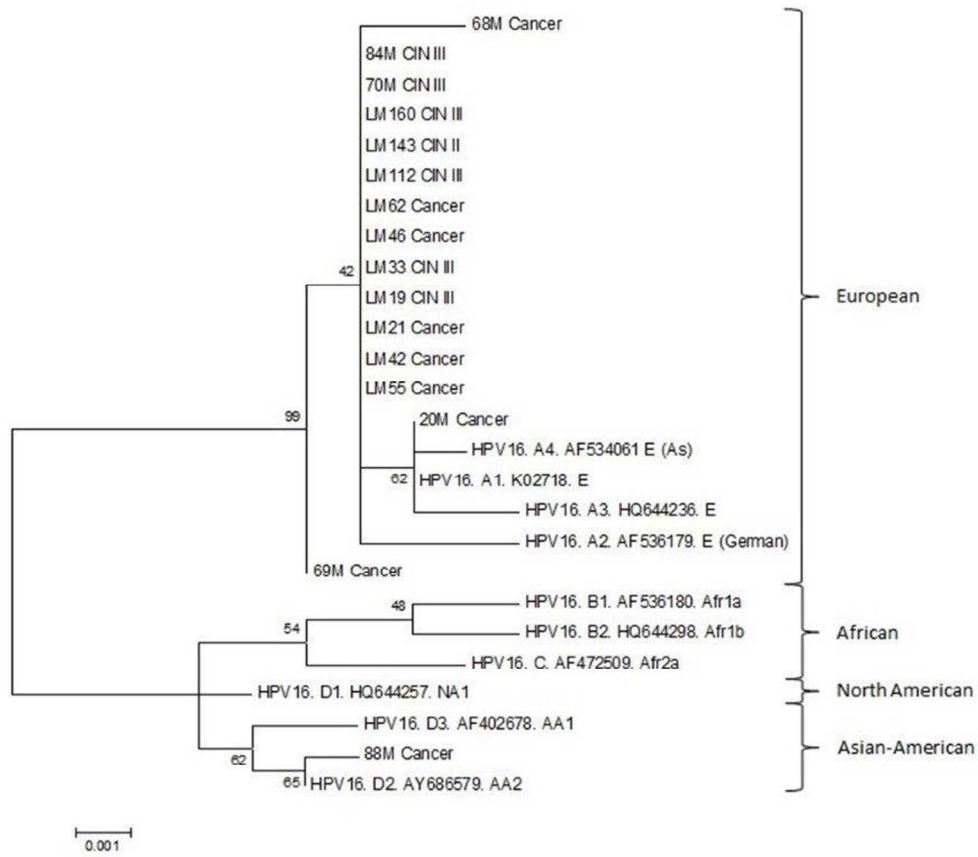 68M Cancer
84M CIN III
70M CIN III
LM160 CIN III
LM143 CIN II
LM112 CIN III
LM62 Cancer
LM46 Cancer
42
LM33 CIN III
LM19 CIN III
European
LM21 Cancer
LM42 Cancer
LM55 Cancer
99
20M Cancer
HPV16. A4. AF534061 E (As)
62
HPV16. A1. K02718. E
HPV16. A3. HQ644236. E
HPV16. A2. AF536179. E (German)
69M Cancer
48
HPV16. B1. AF536180. Afr1a
54
HPV16. B2. HQ644298. Afr1b
African
HPV16. C. AF472509. Afr2a
HPV16. D1. HQ644257. NA1
North American
HPV16. D3. AF402678. AA1
62
88M Cancer
Asian-American
65
HPV16. D2. AY686579. AA2
0.001